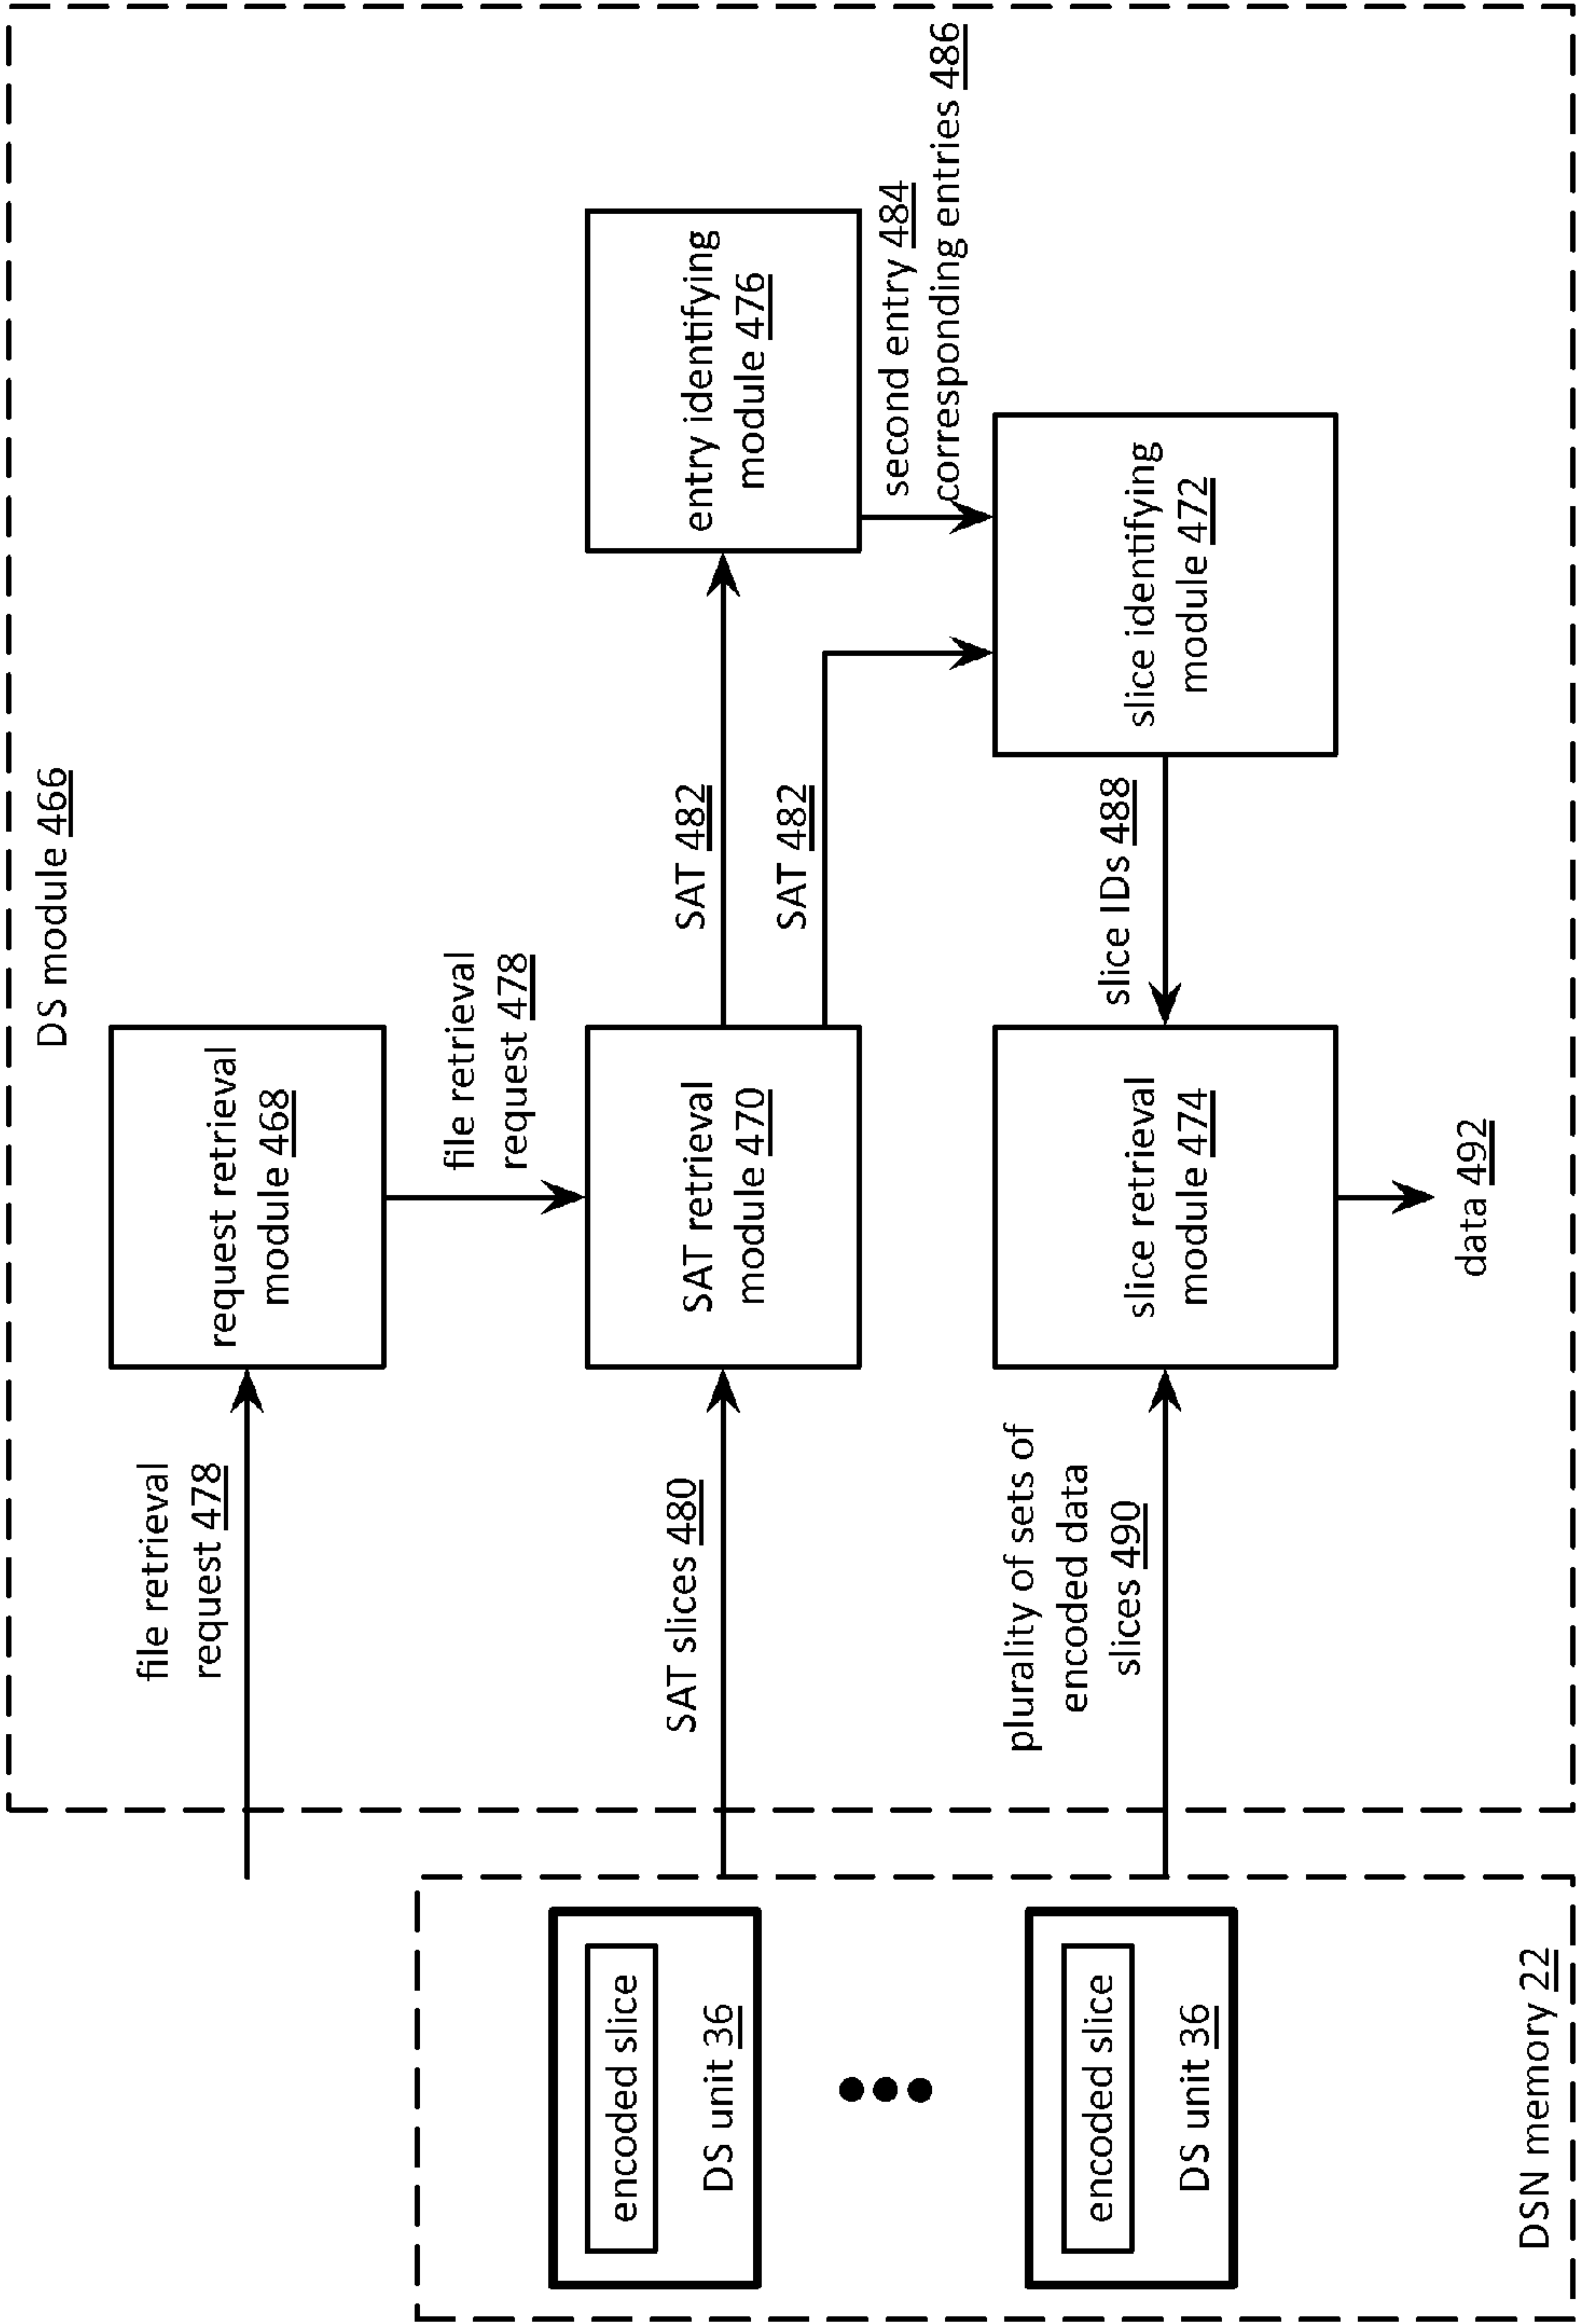 DS module 466
file retrieval
request 478
request retrieval
module 468
file retrieval
request 478
SAT slices 480
SAT retrieval
module 470
SAT 482
SAT 482
entry identifying
module 476
second entry 484
corresponding entries 486
plurality of sets of
encoded data
slices 490
slice retrieval
module 474
slice IDs 488
slice identifying
module 472
data 492
encoded slice
DS unit 36
encoded slice
DS unit 36
DSN memory 22